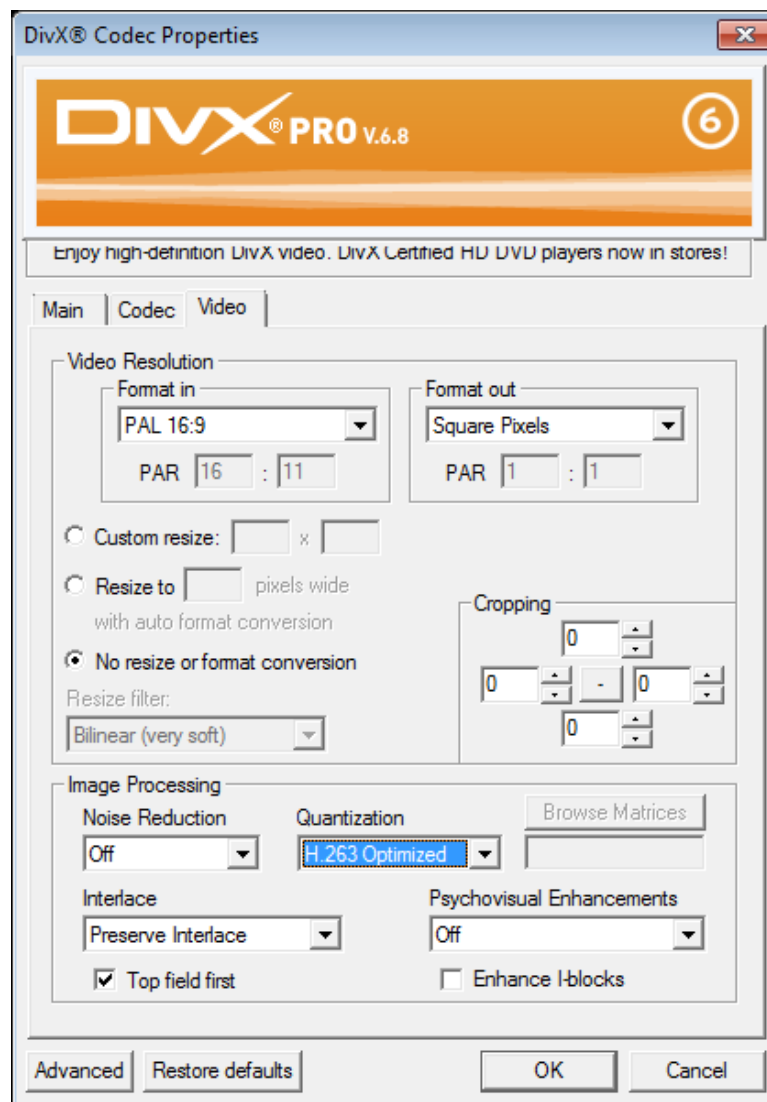 DivX® Codec Properties
DIVX® PRO V.6.8
6
Enjoy high-definition DivX video. DivX Certified HD DVD players now in stores!
Main Codec Video
Video Resolution
Format in Format out
PAL 16:9 Square Pixels
PAR 16 : 11 PAR 1 : 1
Custom resize: x
Resize to pixels wide
with auto format conversion
Cropping
0
No resize or format conversion
0 - 0
Resize filter:
0
Bilinear (very soft)
Image Processing
Noise Reduction Quantization Browse Matrices
Off H.263 Optimized
Interlace Psychovisual Enhancements
Preserve Interlace Off
Top field first Enhance I-blocks
Advanced Restore defaults OK Cancel